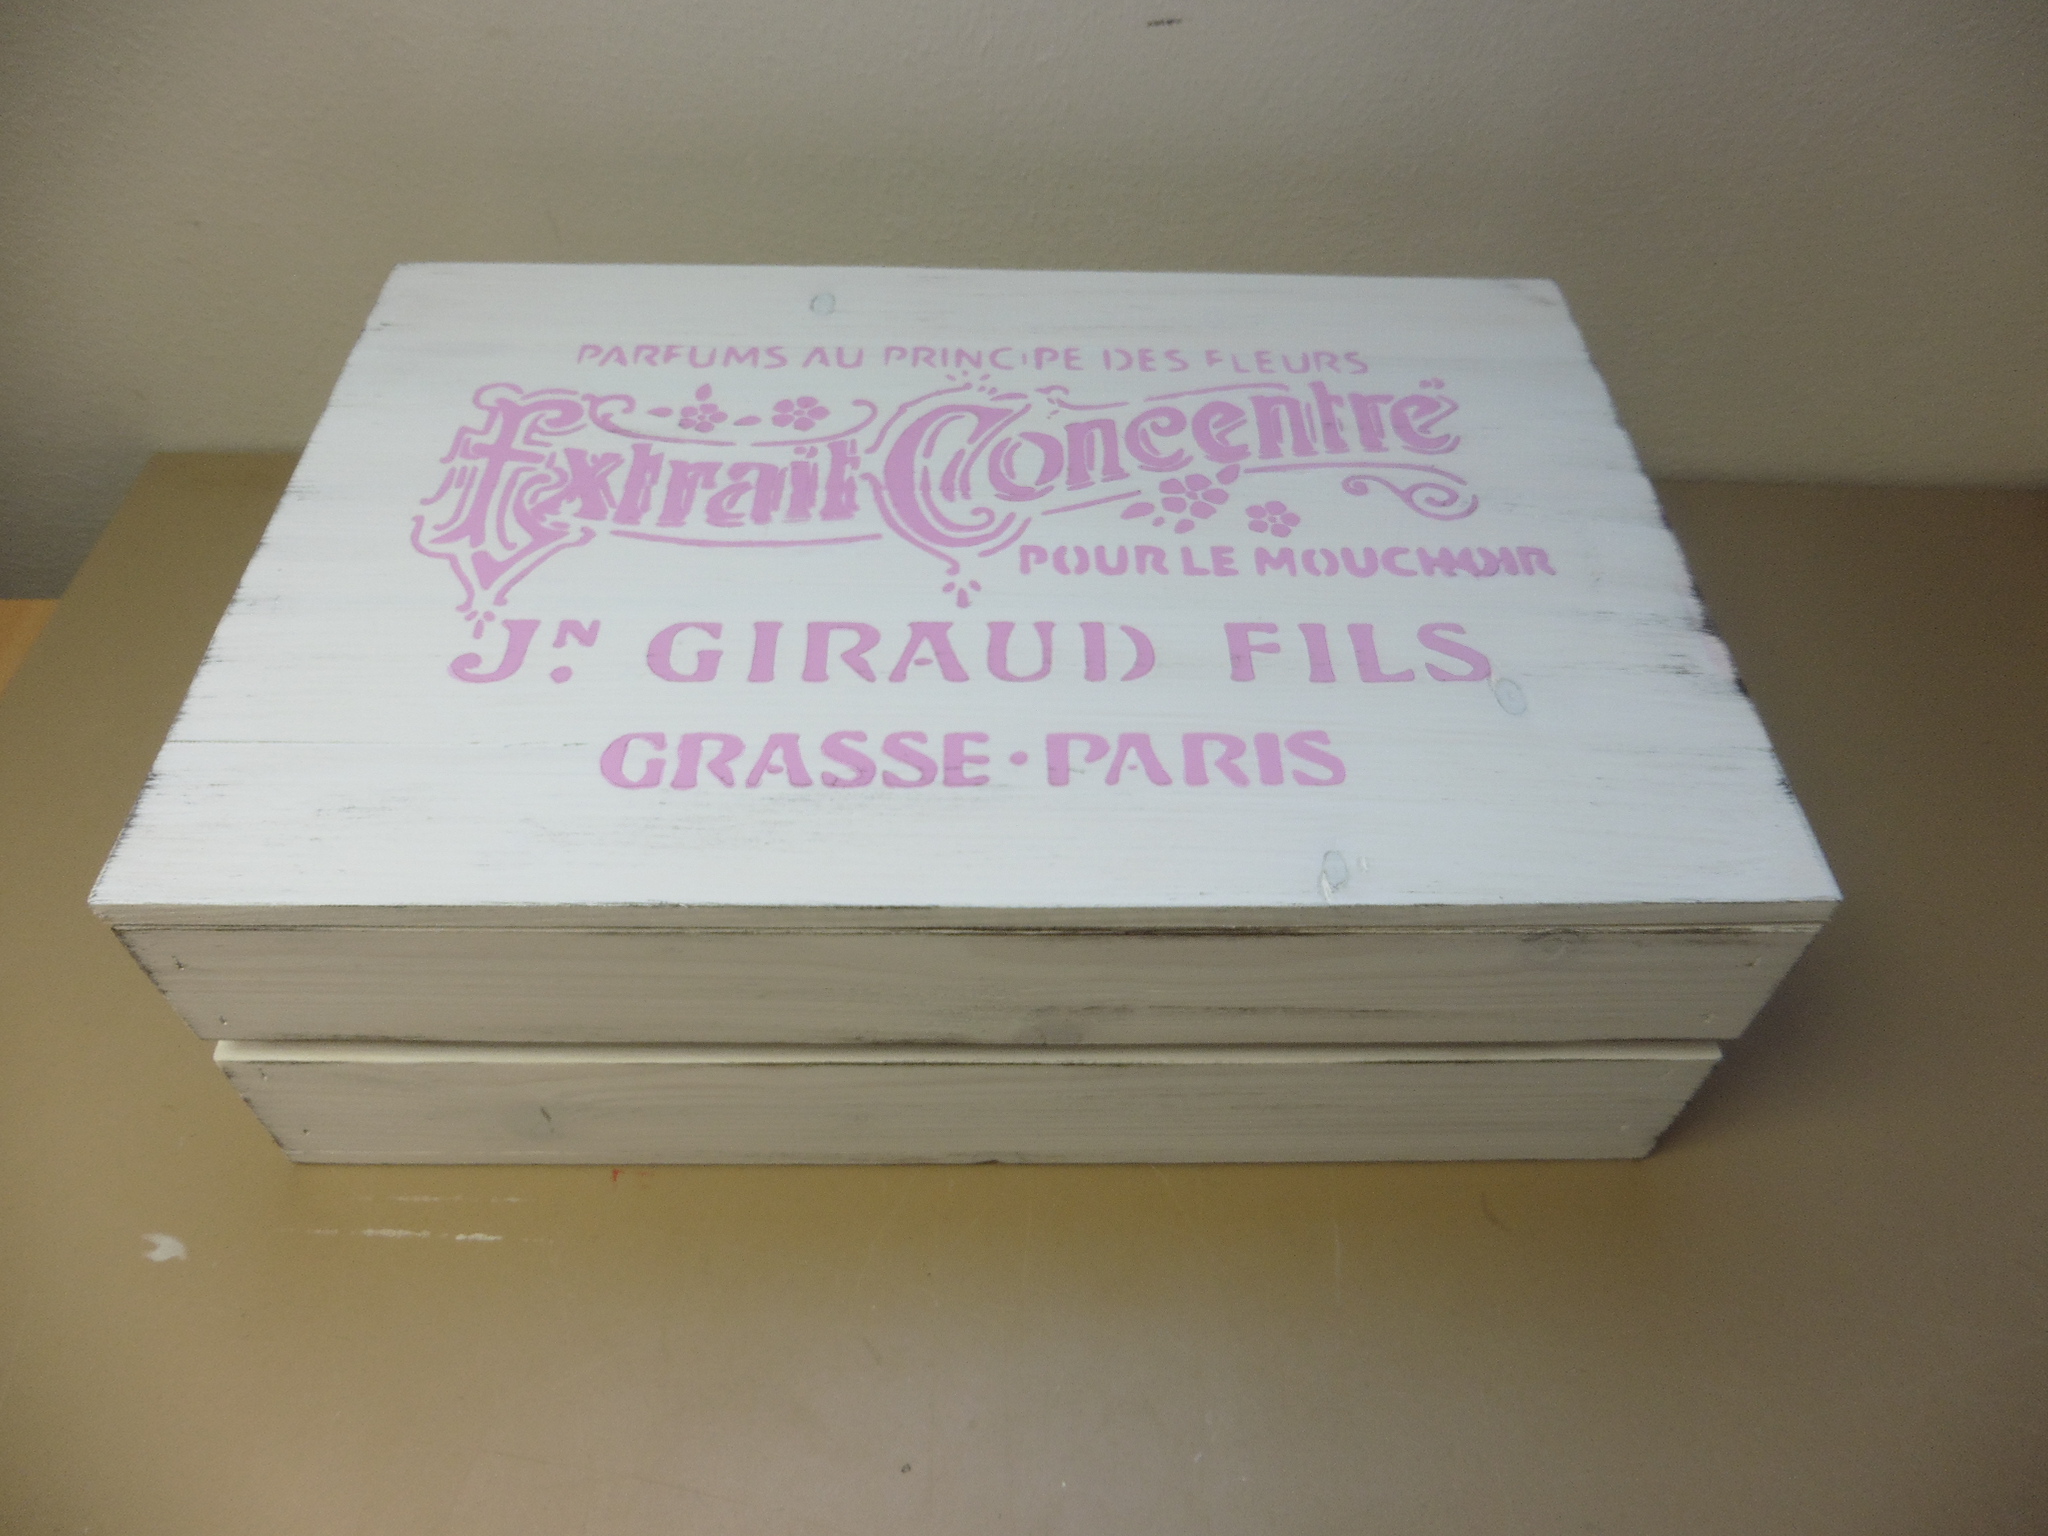 PARFUMS AU PRINCIPE DES FLEURS
Extrait Concentré
POUR LE MOUCHOIR
JN. GIRAUD FILS
GRASSE·PARIS